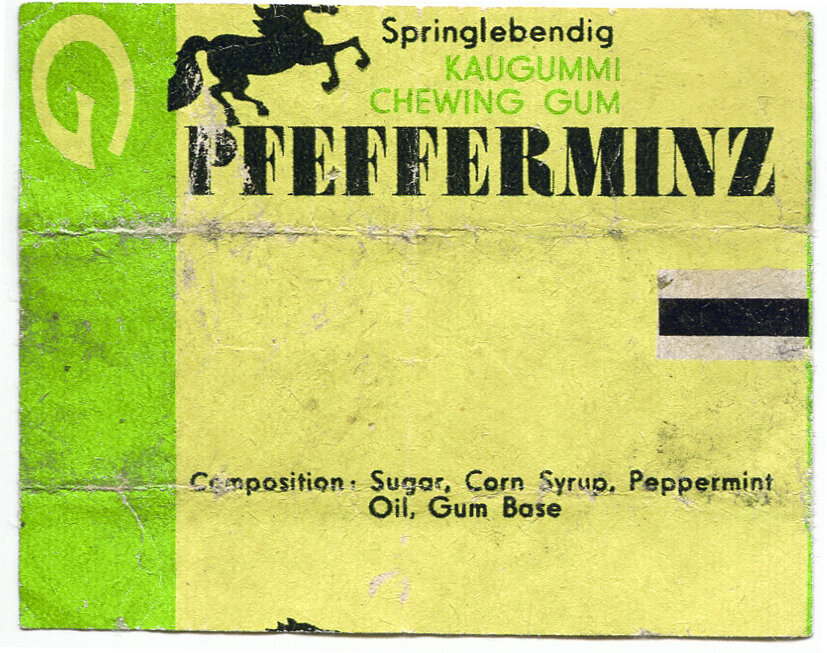 G
Springlebendig
KAUGUMMI
CHEWING GUM
PFEFFERMINZ
Composition: Sugar, Corn Syrup, Peppermint
Oil, Gum Base